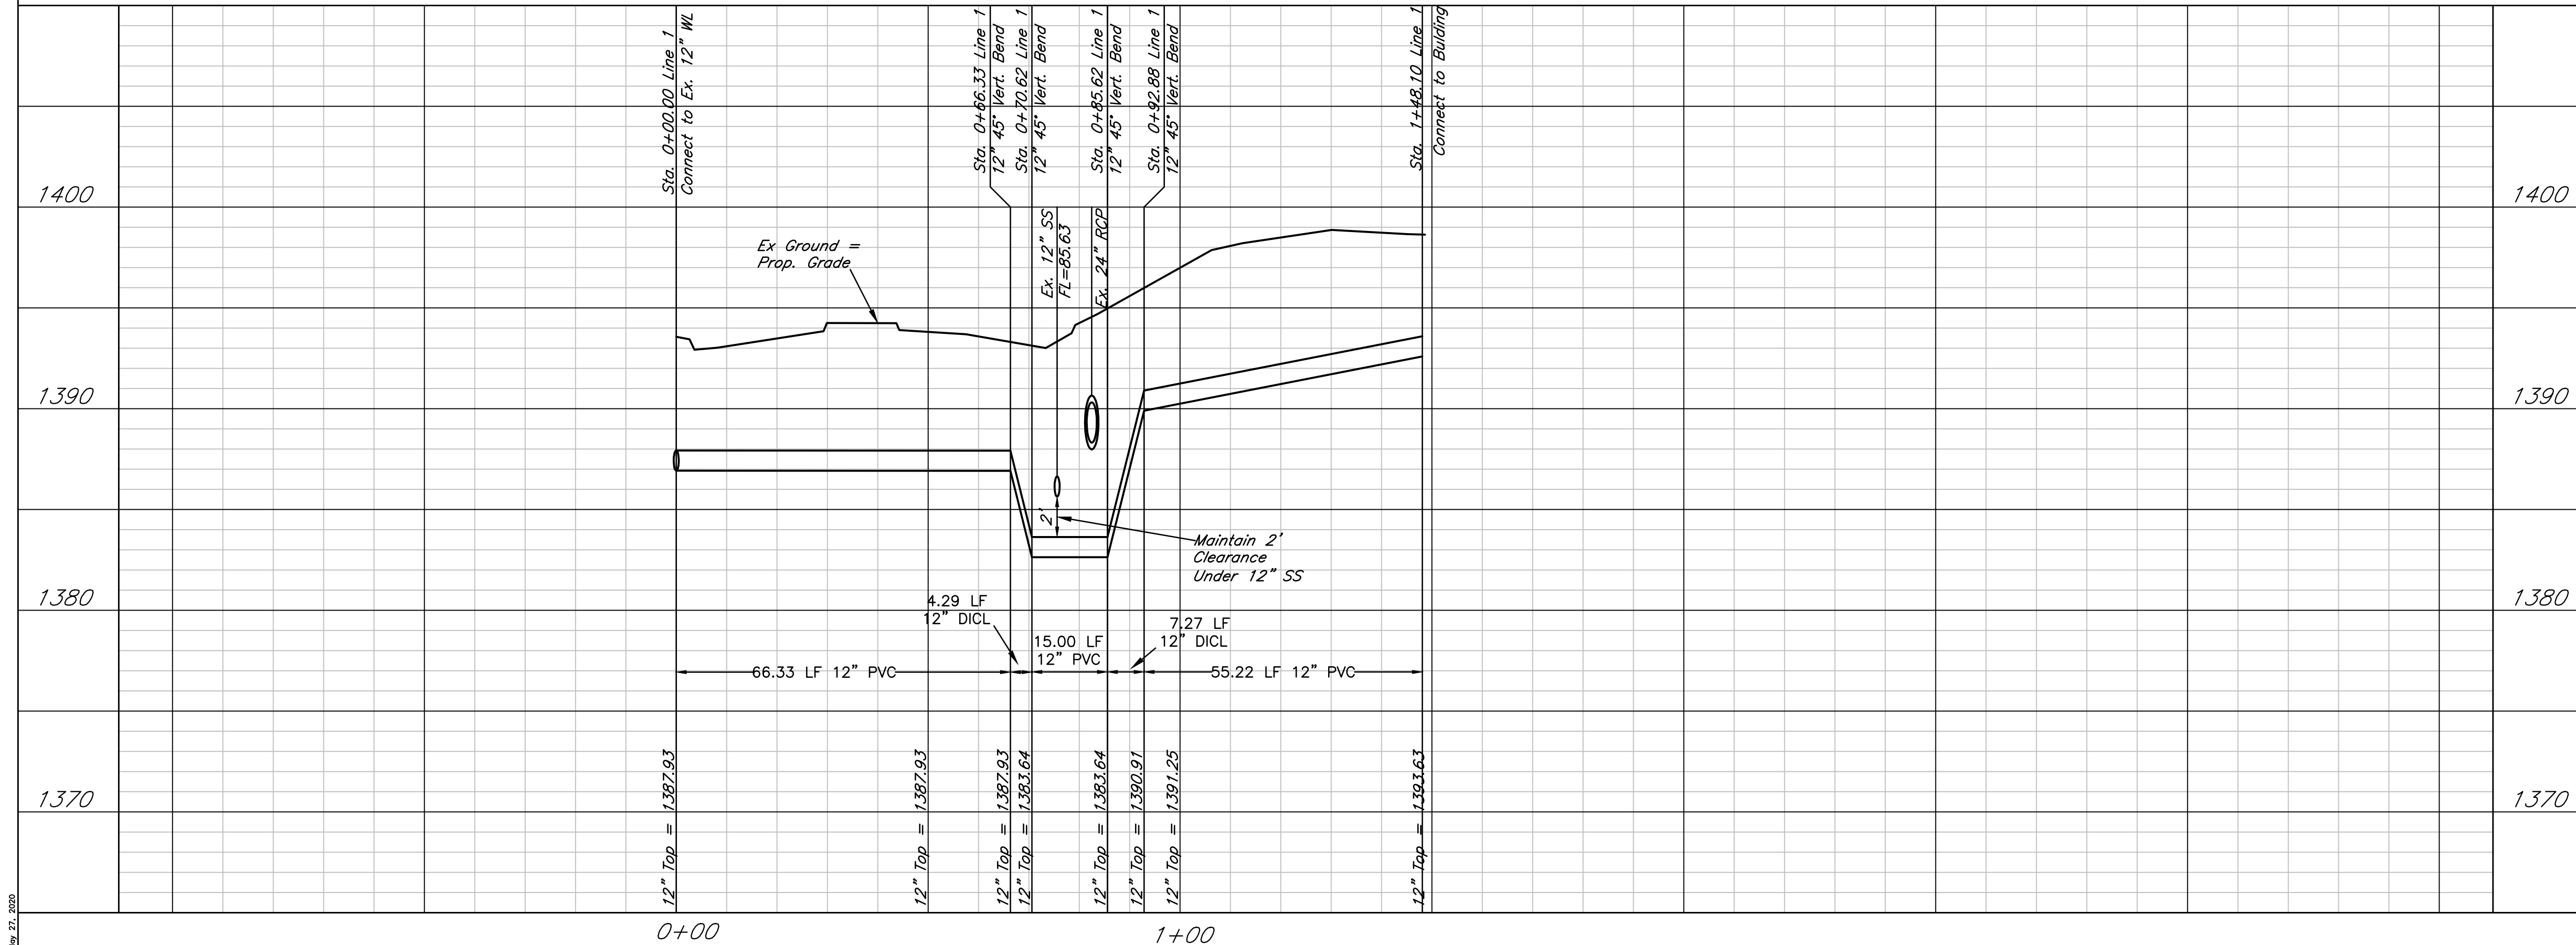 Sta. 0+00.00 Line 1
Connect to Ex. 12" WL
Sta. 0+66.33 Line 1
12" 45° Vert. Bend
Sta. 0+70.62 Line 1
12" 45° Vert. Bend
Sta. 0+85.62 Line 1
12" 45° Vert. Bend
Sta. 0+92.88 Line 1
12" 45° Vert. Bend
Sta. 1+48.10 Line 1
Connect to Bulding
1400
1400
Ex Ground =
Prop. Grade
Ex. 12" SS
FL=85.63
Ex. 24" RCP
1390
1390
2'
Maintain 2'
Clearance
Under 12" SS
1380
1380
4.29 LF
12" DICL
15.00 LF
12" PVC
7.27 LF
12" DICL
66.33 LF 12" PVC
55.22 LF 12" PVC
1370
1370
12" Top = 1387.93
12" Top = 1387.93
12" Top = 1387.93
12" Top = 1383.64
12" Top = 1383.64
12" Top = 1390.91
12" Top = 1391.25
12" Top = 1393.63
0+00
1+00
27, 2020